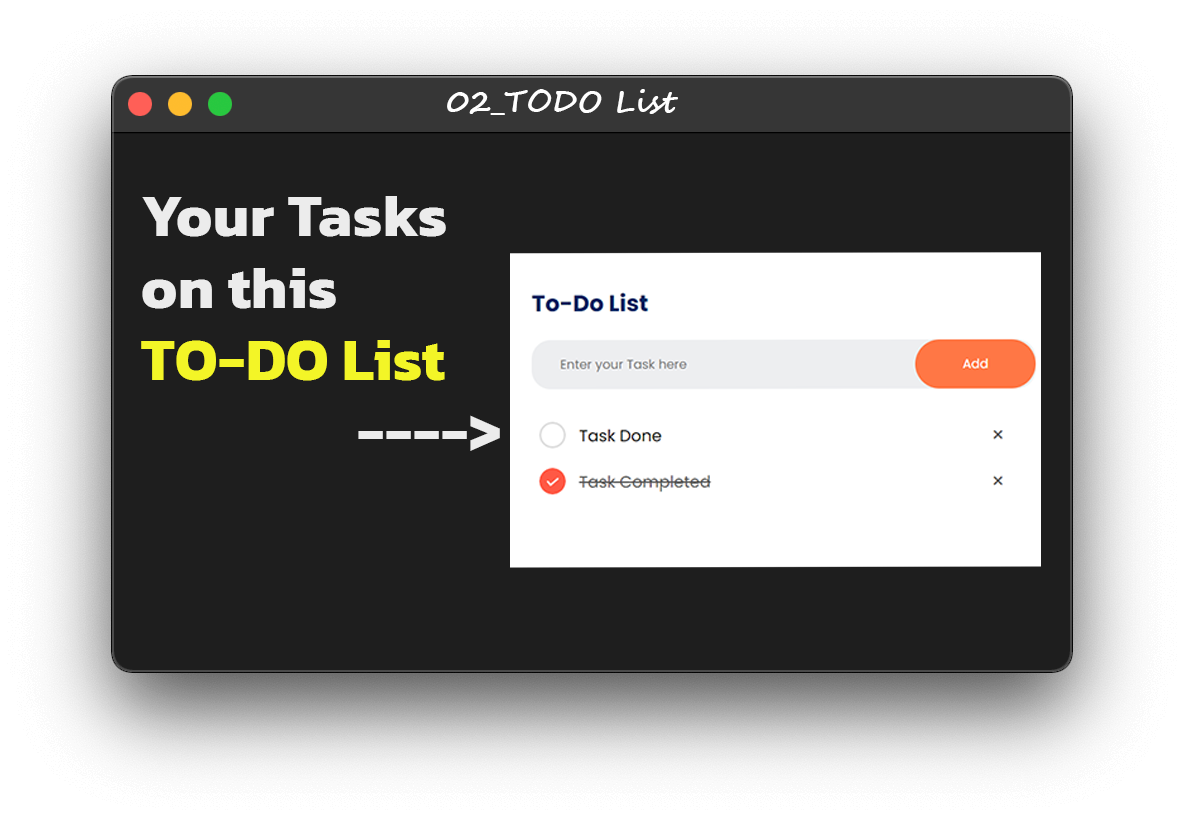 02_TODO List
Your Tasks
on this
TO-DO List
---->
To-Do List
Enter your Task here
Add
Task Done ×
Task Completed ×